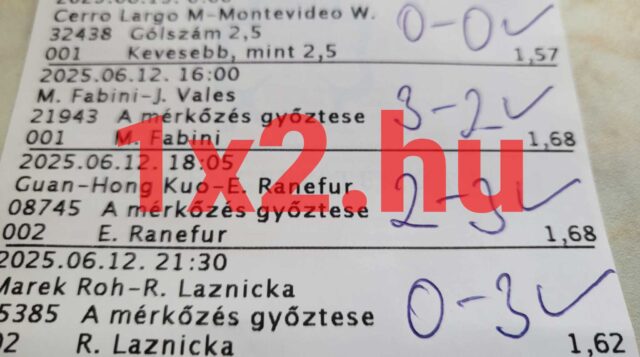 Cerro Largo M-Montevideo W.
32438 Gólszám 2,5
001 Kevesebb, mint 2,5 1,57
0-0✓
2025.06.12. 16:00
M. Fabini-J. Vales
21943 A mérkőzés győztese
001 M. Fabini 1,68
3-2✓
1x2.hu
2025.06.12. 18:05
Guan-Hong Kuo-E. Ranefur
08745 A mérkőzés győztese
002 E. Ranefur 1,68
2-3✓
2025.06.12. 21:30
Marek Roh-R. Laznicka
5385 A mérkőzés győztese
02 R. Laznicka 1,62
0-3✓